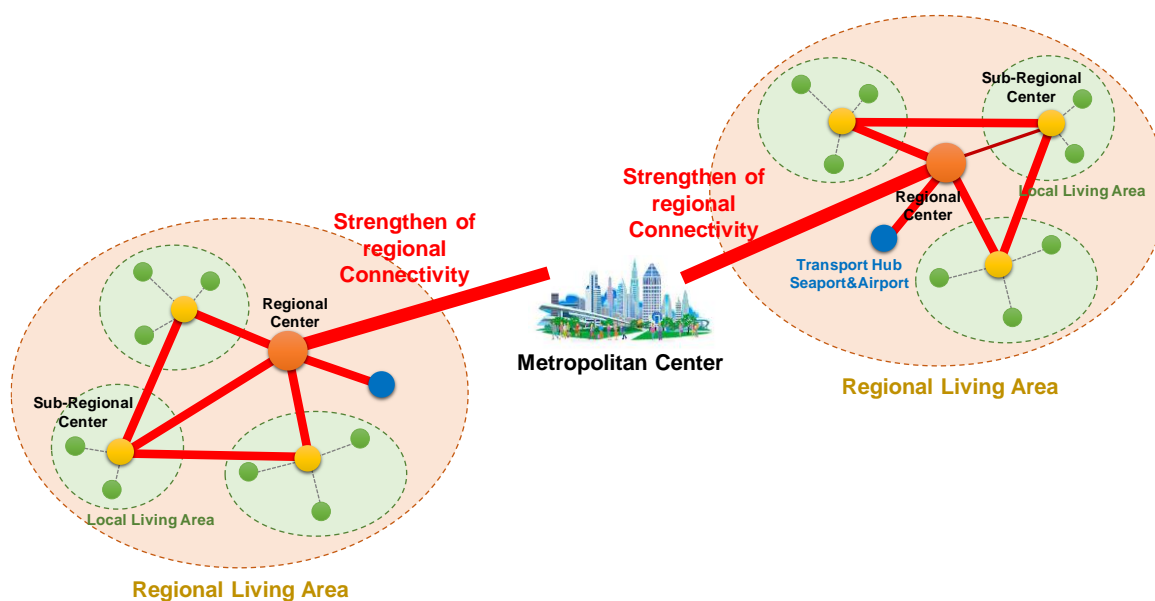 Sub-Regional
Center
Strengthen of
regional
Connectivity
Local Living Area
Regional
Center
Transport Hub
Seaport&Airport
Strengthen of
regional
Connectivity
Regional
Center
Metropolitan Center
Regional Living Area
Sub-Regional
Center
Local Living Area
Regional Living Area